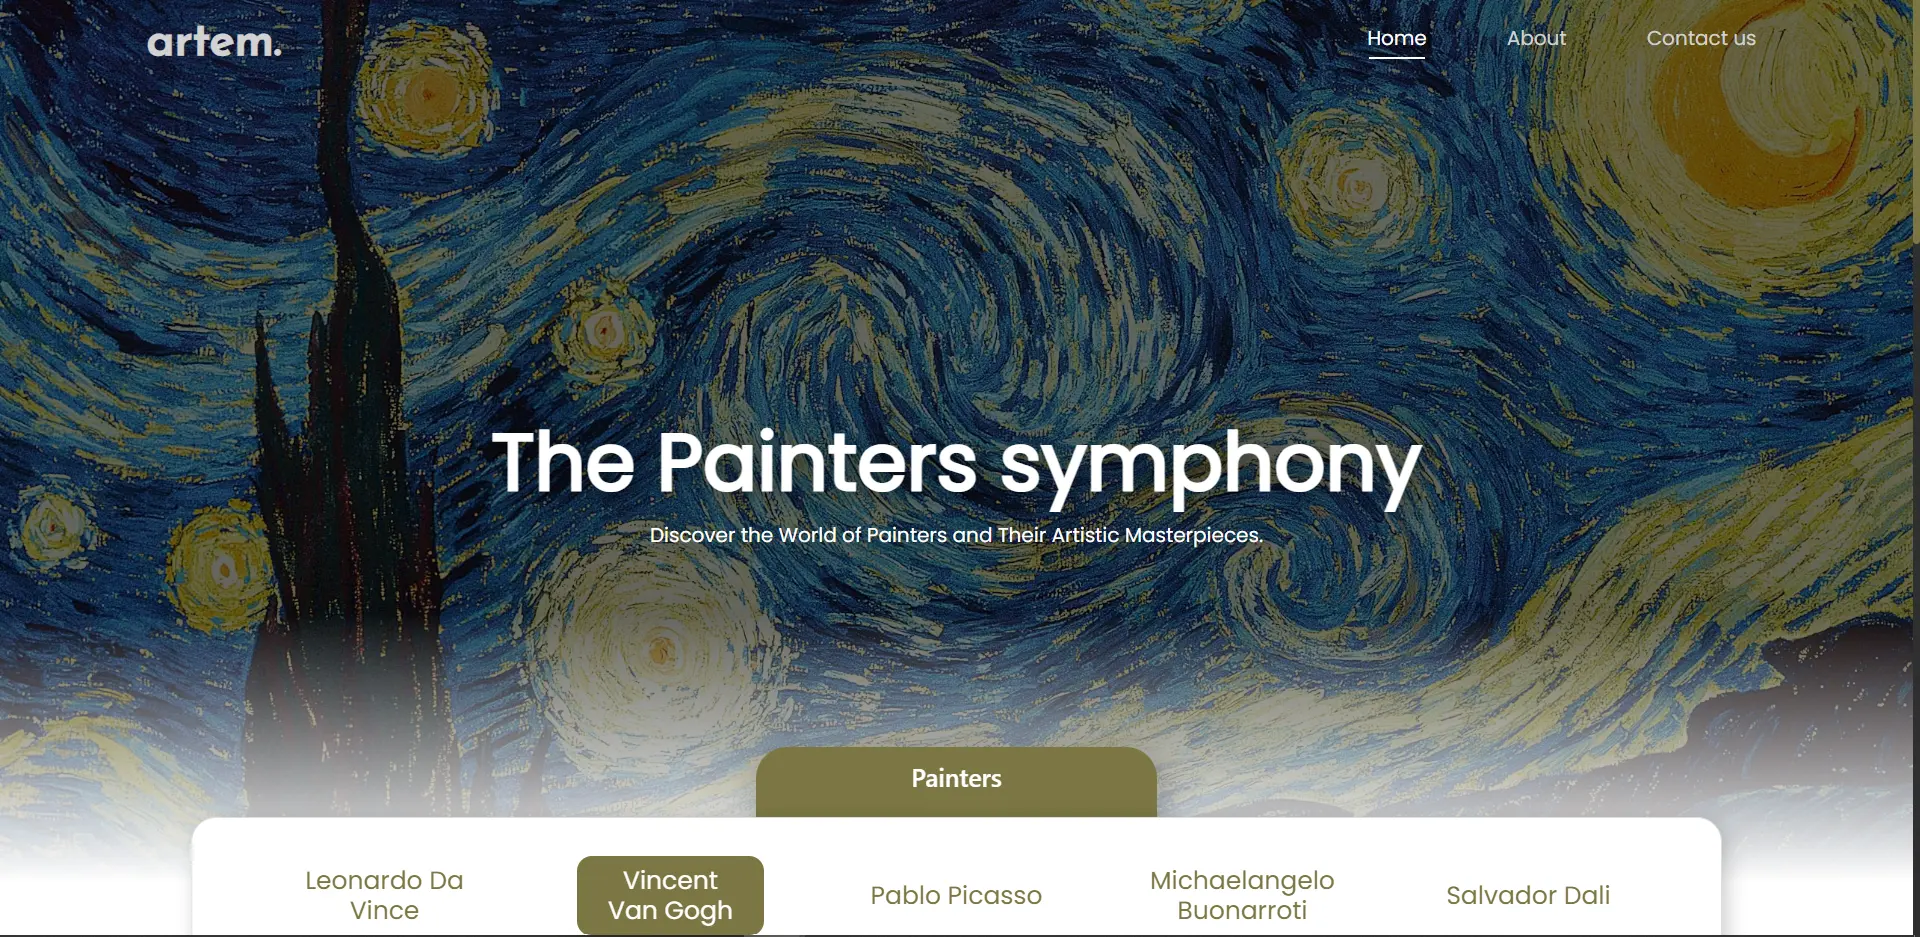 artem.
Home
About
Contact us
The Painters symphony
Discover the World of Painters and Their Artistic Masterpieces.
Painters
Leonardo Da
Vince
Vincent
Van Gogh
Pablo Picasso
Michaelangelo
Buonarroti
Salvador Dali